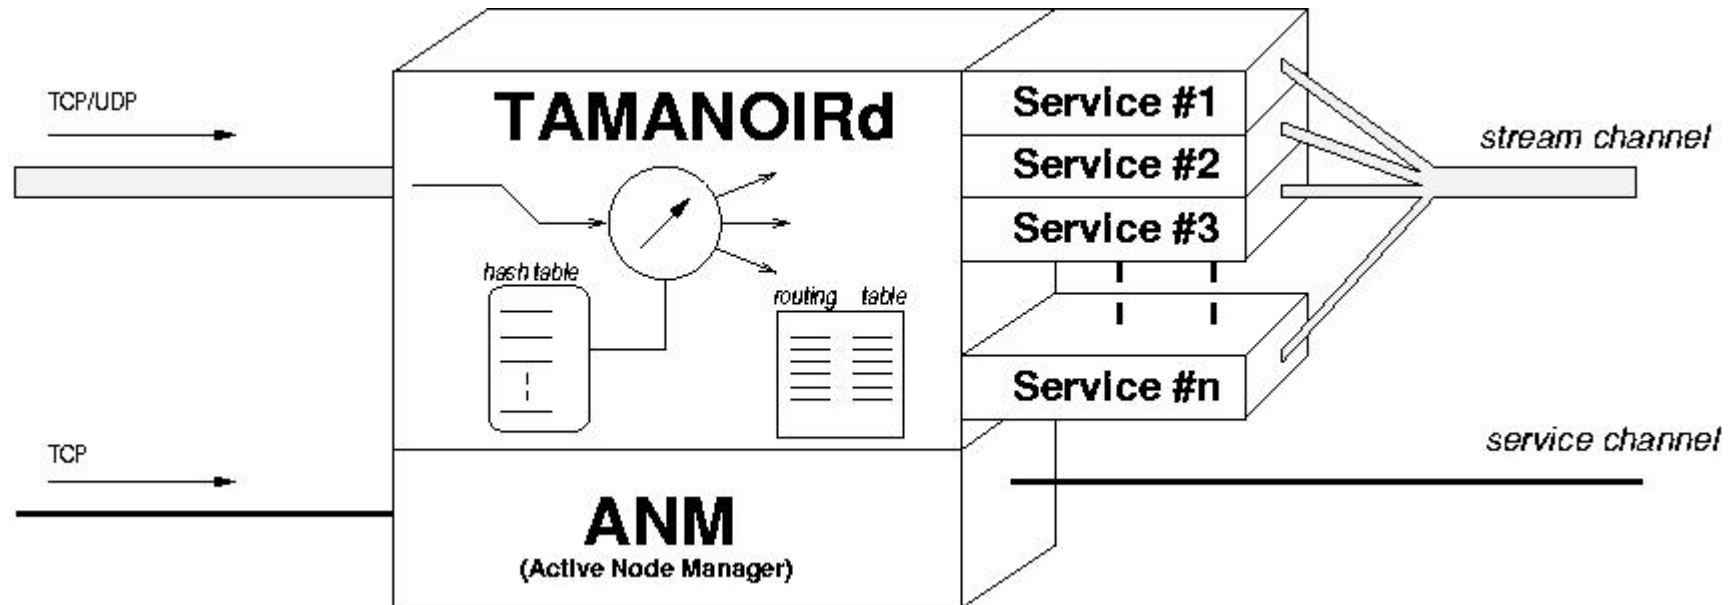 TCP/UDP
TAMANOIRd
Service #1
Service #2
Service #3
stream channel
hash table
routing table
Service #n
TCP
service channel
ANM
(Active Node Manager)